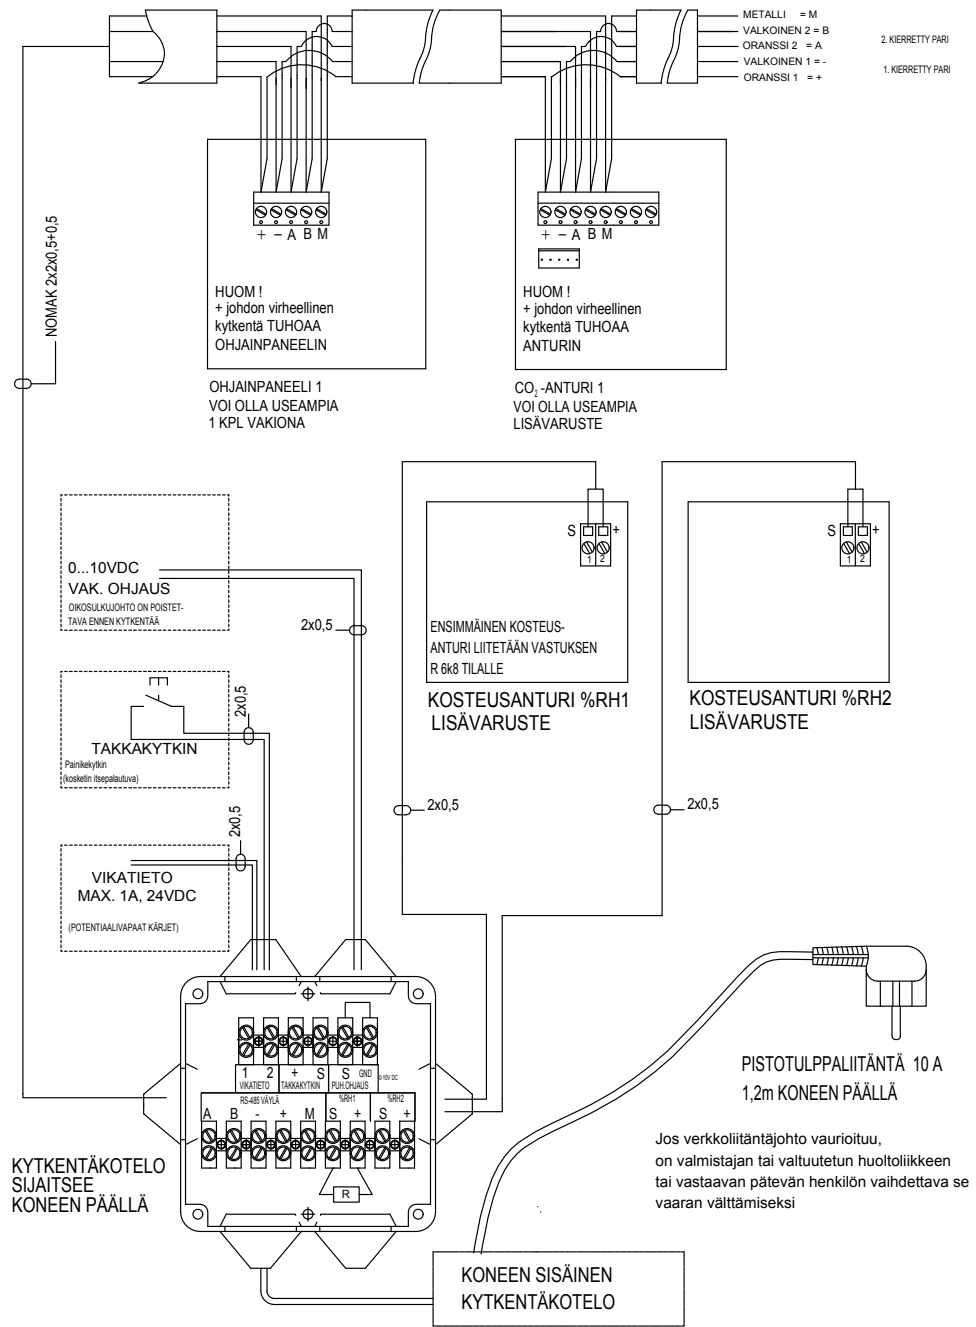 METALLI = M
VALKOINEN 2 = B
ORANSSI 2 = A
VALKOINEN 1 = -
ORANSSI 1 = +
2. KIERRETTY PARI
1. KIERRETTY PARI
NOMAK 2x2x0,5+0,5
+ – A B M
HUOM !
+ johdon virheellinen
kytkentä TUHOAA
OHJAINPANEELIN
OHJAINPANEELI 1
VOI OLLA USEAMPIA
1 KPL VAKIONA
+ – A B M
HUOM !
+ johdon virheellinen
kytkentä TUHOAA
ANTURIN
CO2 -ANTURI 1
VOI OLLA USEAMPIA
LISÄVARUSTE
0...10VDC
VAK. OHJAUS
OIKOSULKUJOHTO ON POISTET-
TAVA ENNEN KYTKENTÄÄ
2x0,5
S +
1 2
ENSIMMÄINEN KOSTEUS-
ANTURI LIITETÄÄN VASTUKSEN
R 6k8 TILALLE
KOSTEUSANTURI %RH1
LISÄVARUSTE
S +
1 2
KOSTEUSANTURI %RH2
LISÄVARUSTE
TAKKAKYTKIN
Painikekytkin
(kosketin itsepalautuva)
2x0,5
2x0,5
2x0,5
2x0,5
VIKATIETO
MAX. 1A, 24VDC
(POTENTIAALIVAPAAT KÄRJET)
1 2 + S S GND
VIKATIETO TAKKAKYTKIN PUH.OHJAUS 0-10V DC
RS-485 VÄYLÄ %RH1 %RH2
A B - + M S + S +
R
KYTKENTÄKOTELO
SIJAITSEE
KONEEN PÄÄLLÄ
PISTOTULPPALIITÄNTÄ 10 A
1,2m KONEEN PÄÄLLÄ
Jos verkkoliitäntäjohto vaurioituu,
on valmistajan tai valtuutetun huoltoliikkeen
tai vastaavan pätevän henkilön vaihdettava se
vaaran välttämiseksi
KONEEN SISÄINEN
KYTKENTÄKOTELO